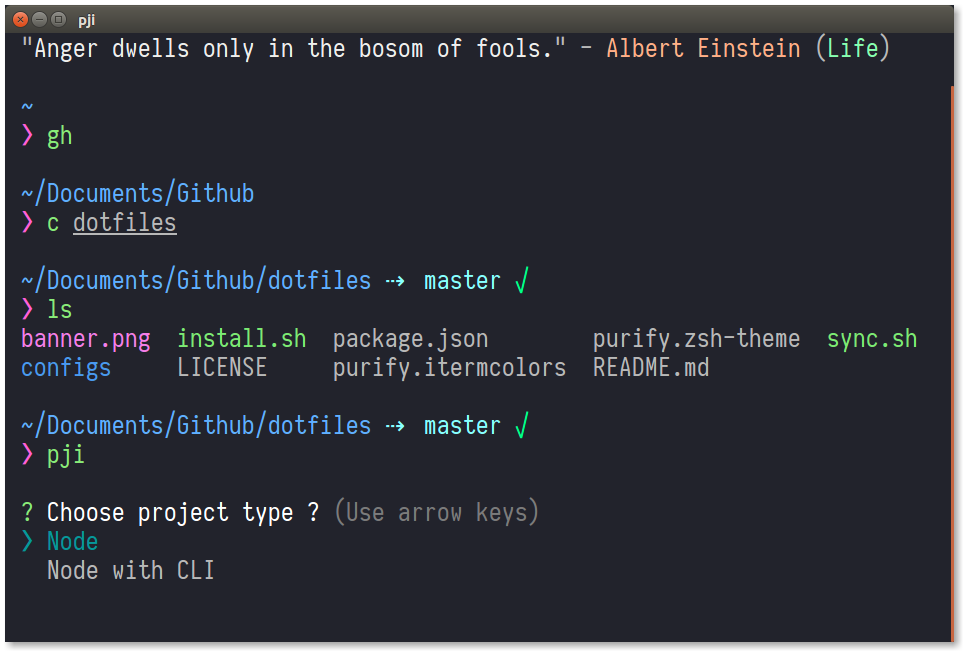 pji
"Anger dwells only in the bosom of fools." - Albert Einstein (Life)
~
❯ gh
~/Documents/Github
❯ c dotfiles
~/Documents/Github/dotfiles ⇢ master √
❯ ls
banner.png install.sh package.json purify.zsh-theme sync.sh
configs LICENSE purify.itermcolors README.md
~/Documents/Github/dotfiles ⇢ master √
❯ pji
? Choose project type ? (Use arrow keys)
❯ Node
Node with CLI